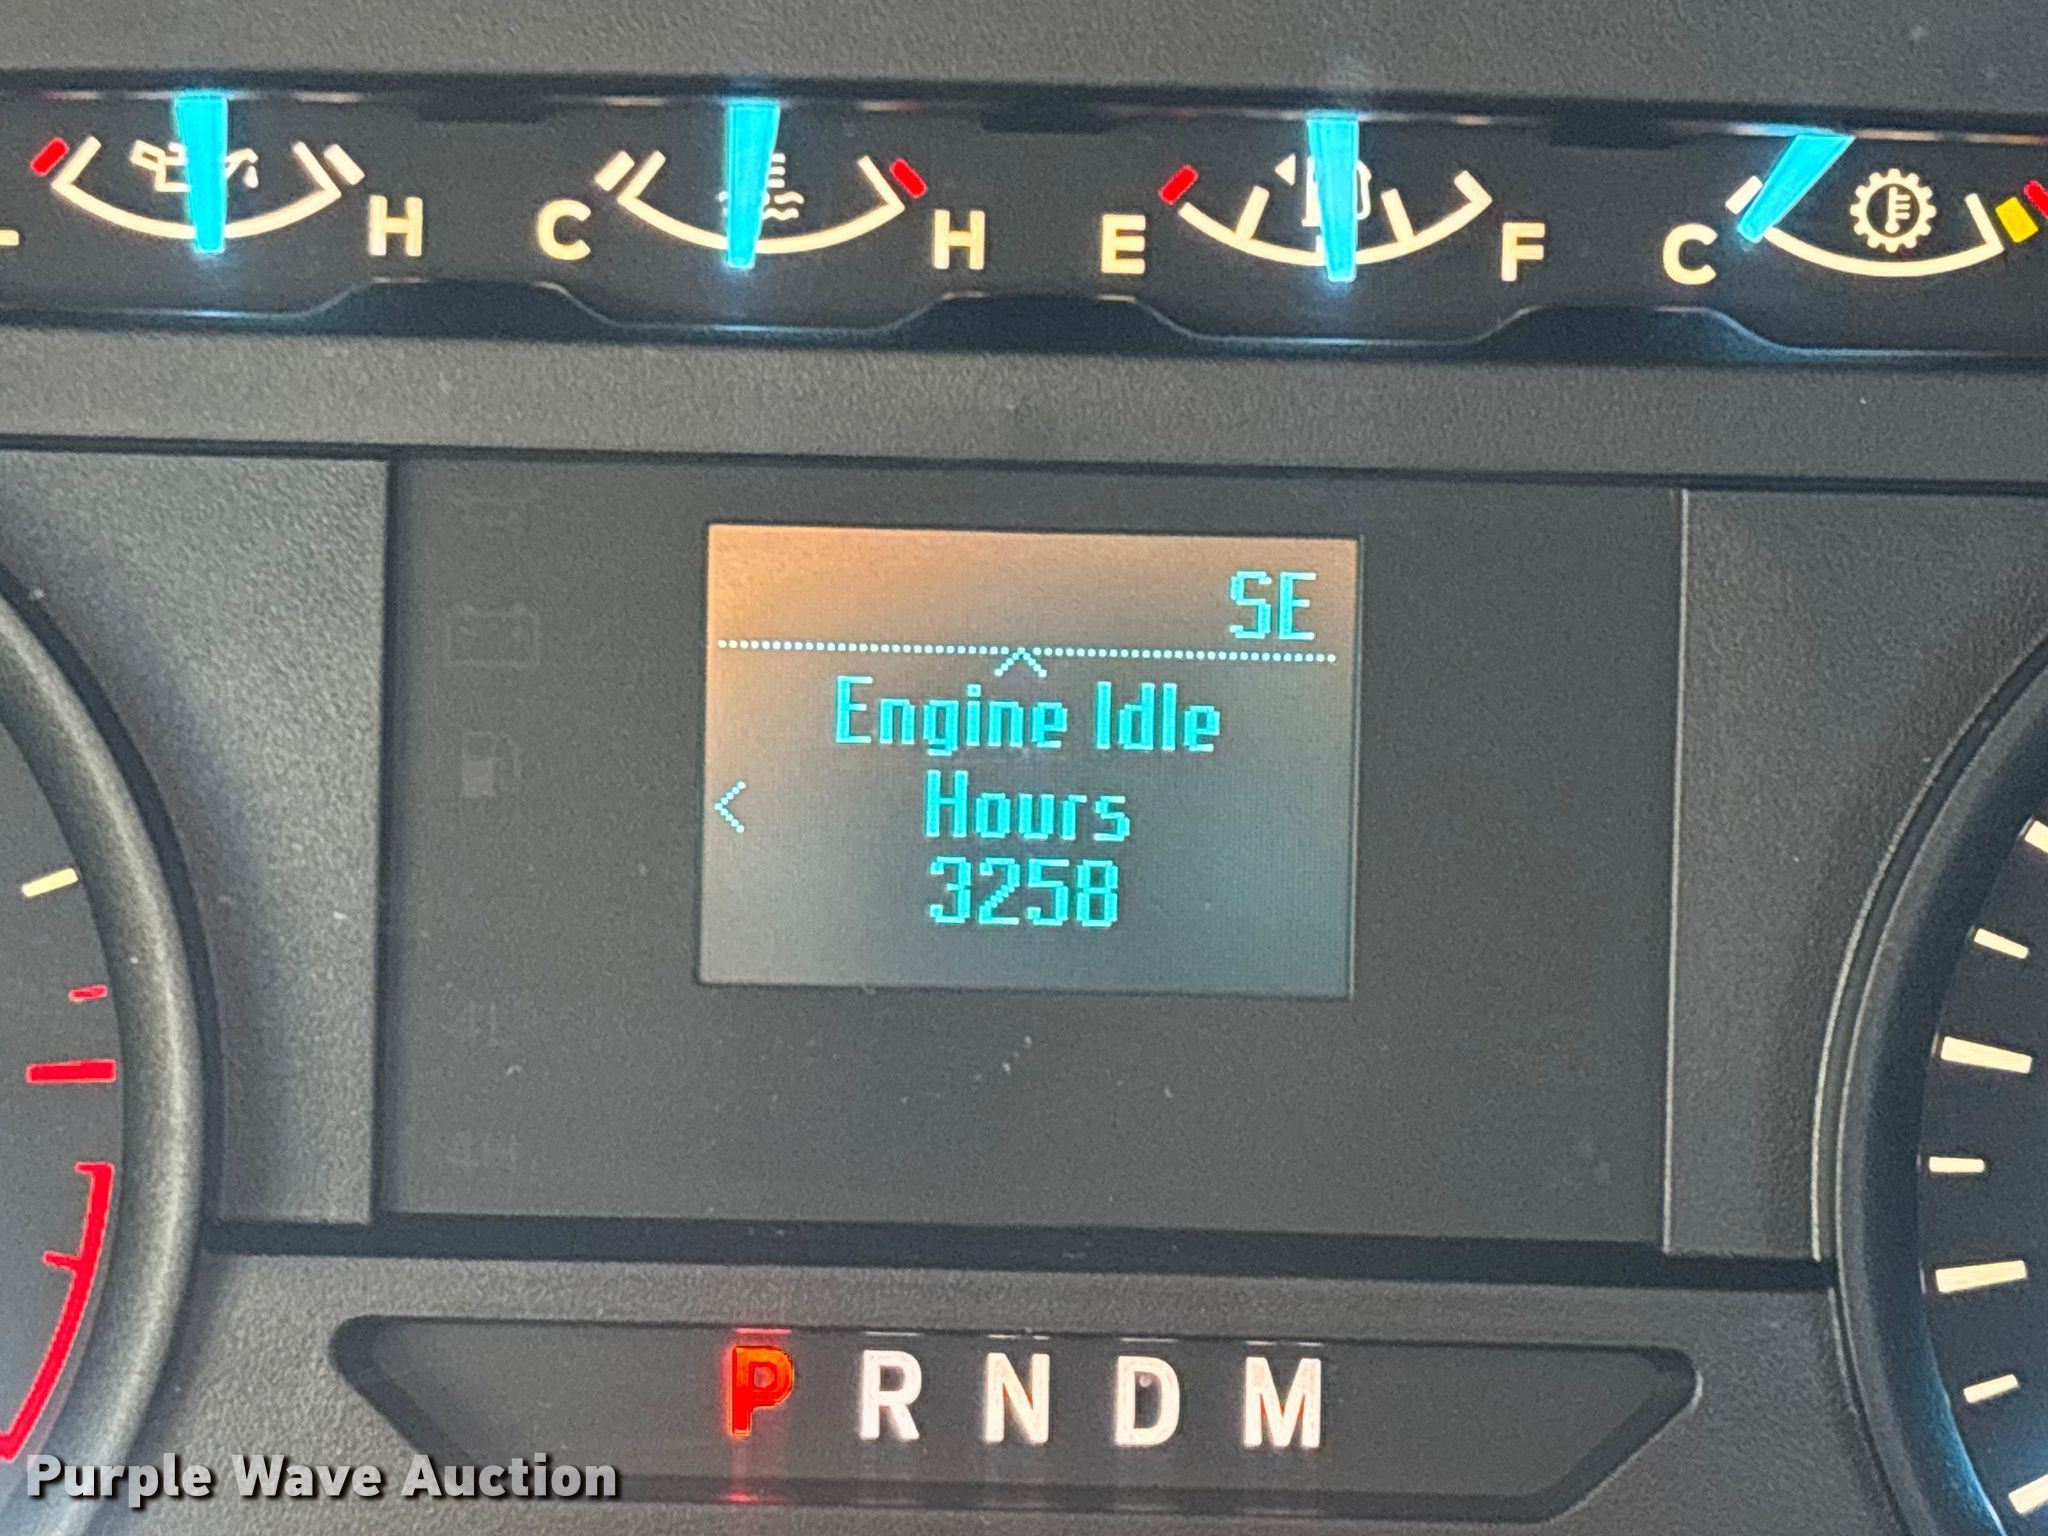 H C H E F C
SE
Engine Idle
Hours
3258
P R N D M
Purple Wave Auction